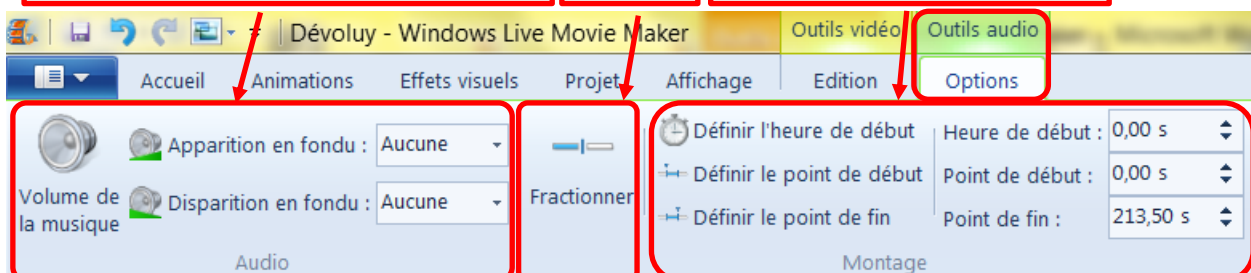 Dévoluy - Windows Live Movie Maker
Outils vidéo
Outils audio
Accueil
Animations
Effets visuels
Projet
Affichage
Edition
Options
Volume de
la musique
Apparition en fondu : Aucune
Disparition en fondu : Aucune
Audio
Fractionner
Définir l'heure de début
Définir le point de début
Définir le point de fin
Heure de début : 0,00 s
Point de début : 0,00 s
Point de fin : 213,50 s
Montage